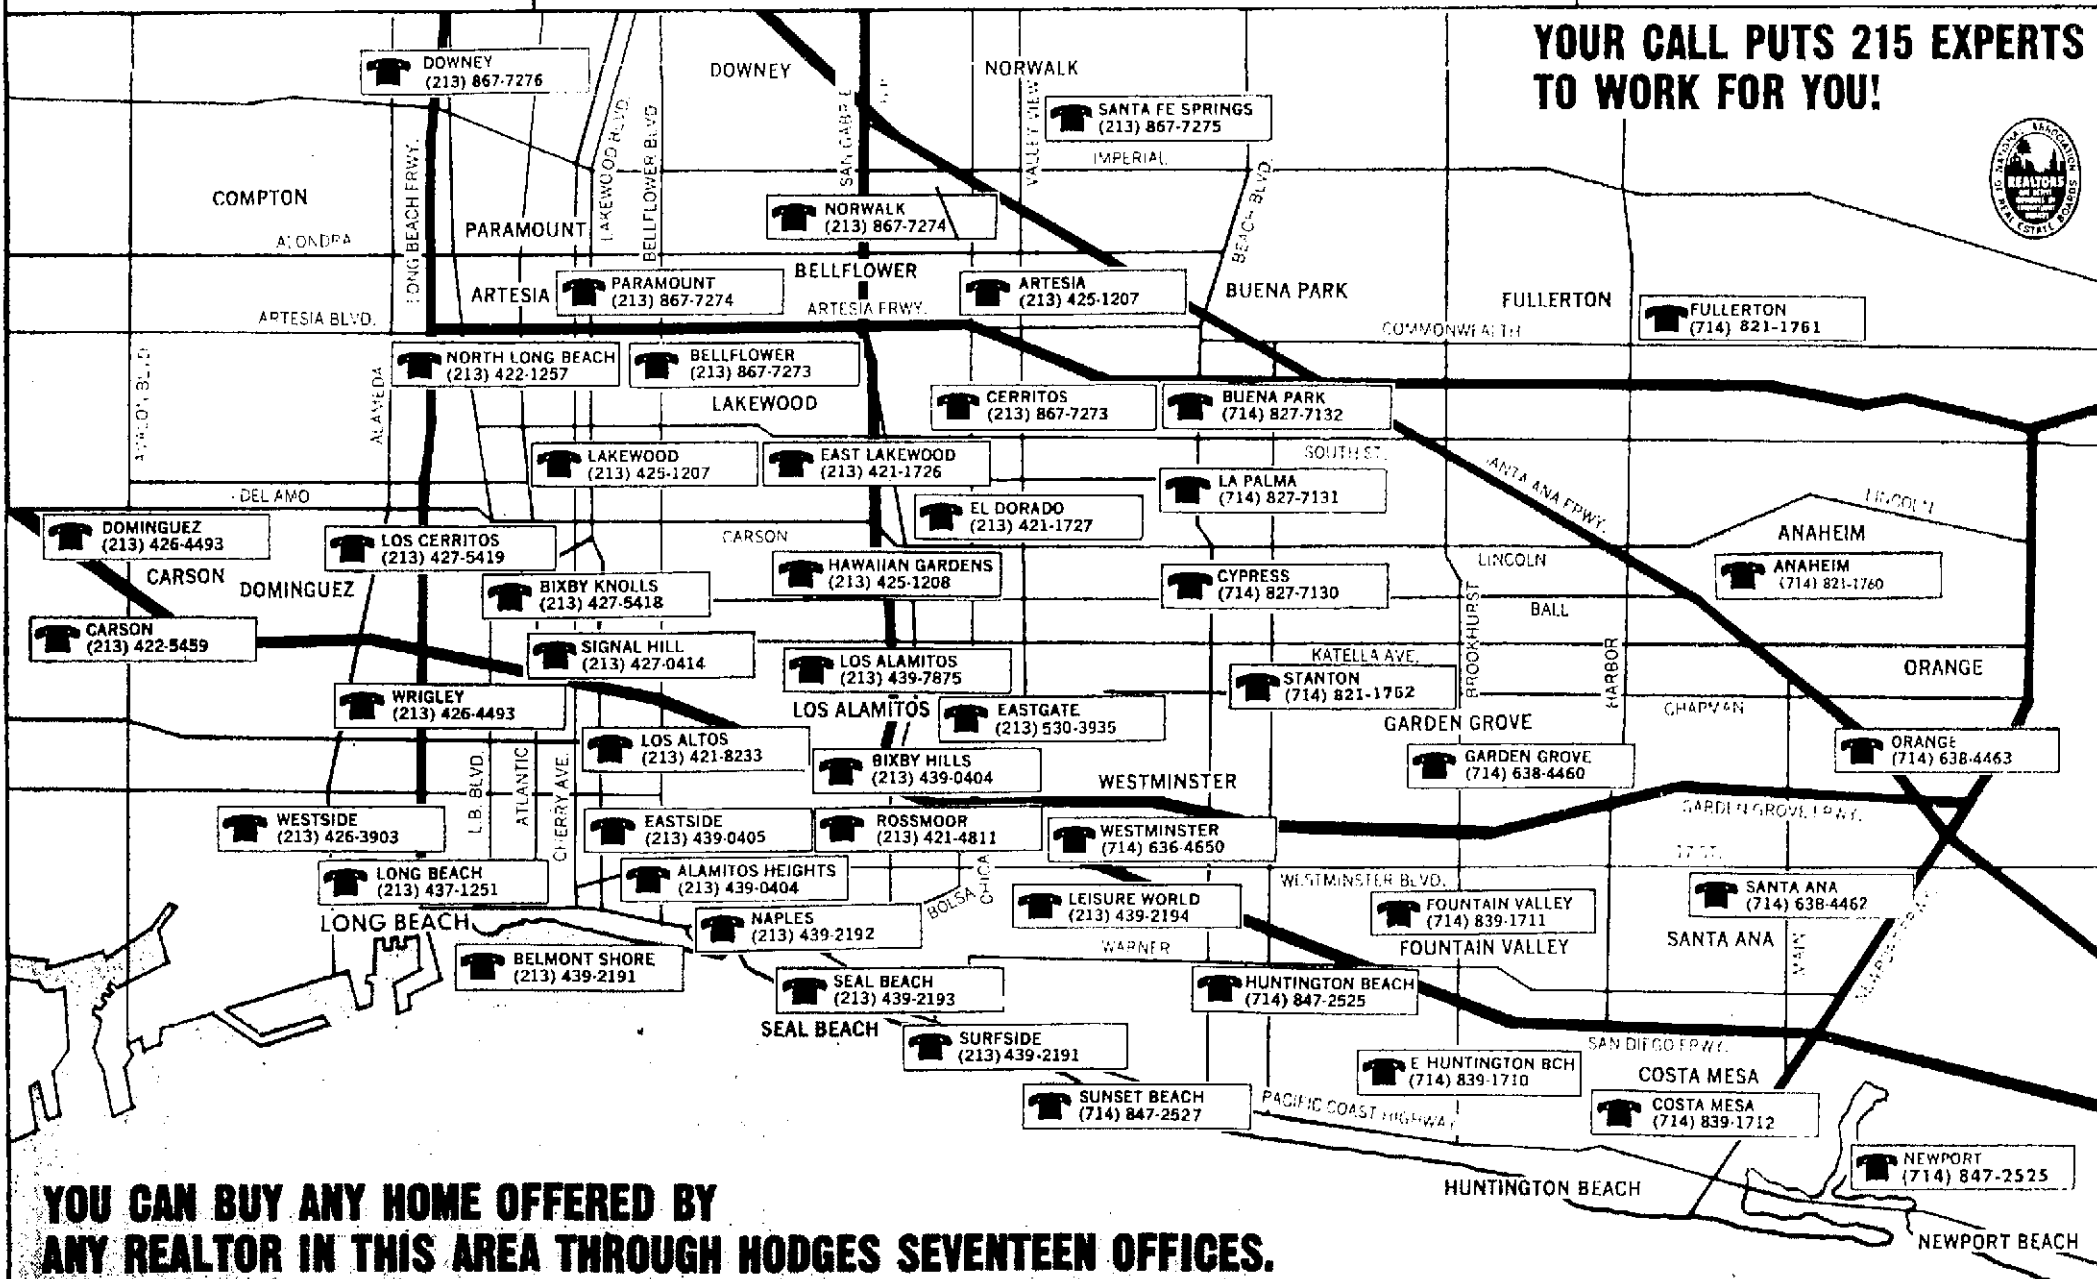 YOUR CALL PUTS 215 EXPERTS
TO WORK FOR YOU!
DOWNEY
(213) 867-7276
DOWNEY
NORWALK
SANTA FE SPRINGS
(213) 867-7275
IMPERIAL
NATIONAL ASSOCIATION
OF REAL ESTATE BOARDS
REALTORS
LONG BEACH FRWY.
LAKEWOOD BLVD.
BELLFLOWER BLVD
VALLEY VIEW
BEACH BLVD.
COMPTON
PARAMOUNT
ALONDRA
NORWALK
(213) 867-7274
BELLFLOWER
ARTESIA
PARAMOUNT
(213) 867-7274
ARTESIA
(213) 425-1207
BUENA PARK
FULLERTON
FULLERTON
(714) 821-1761
ARTESIA BLVD.
ARTESIA FRWY.
COMMONWEALTH
AVALON BLVD
ALAMEDA
NORTH LONG BEACH
(213) 422-1257
BELLFLOWER
(213) 867-7273
LAKEWOOD
CERRITOS
(213) 867-7273
BUENA PARK
(714) 827-7132
LAKEWOOD
(213) 425-1207
EAST LAKEWOOD
(213) 421-1726
SOUTH ST.
LA PALMA
(714) 827-7131
SANTA ANA FRWY.
LINCOLN
DEL AMO
EL DORADO
(213) 421-1727
DOMINGUEZ
(213) 426-4493
LOS CERRITOS
(213) 427-5419
CARSON
ANAHEIM
LINCOLN
CARSON
DOMINGUEZ
BIXBY KNOLLS
(213) 427-5418
HAWAIIAN GARDENS
(213) 425-1208
CYPRESS
(714) 827-7130
ANAHEIM
(714) 821-1760
BALL
BROOKHURST
HARBOR
CARSON
(213) 422-5459
SIGNAL HILL
(213) 427-0414
LOS ALAMITOS
(213) 439-7875
KATELLA AVE.
STANTON
(714) 821-1762
ORANGE
WRIGLEY
(213) 426-4493
LOS ALAMITOS
EASTGATE
(213) 530-3935
CHAPMAN
GARDEN GROVE
LOS ALTOS
(213) 421-8233
BIXBY HILLS
(213) 439-0404
WESTMINSTER
GARDEN GROVE
(714) 638-4460
ORANGE
(714) 638-4463
L.B. BLVD.
ATLANTIC
CHERRY AVE.
GARDEN GROVE FRWY.
WESTSIDE
(213) 426-3903
EASTSIDE
(213) 439-0405
ROSSMOOR
(213) 421-4811
WESTMINSTER
(714) 636-4650
17 ST.
LONG BEACH
(213) 437-1251
ALAMITOS HEIGHTS
(213) 439-0404
WESTMINSTER BLVD.
BOLSA
LEISURE WORLD
(213) 439-2194
FOUNTAIN VALLEY
(714) 839-1711
SANTA ANA
(714) 638-4462
LONG BEACH
NAPLES
(213) 439-2192
WARNER
FOUNTAIN VALLEY
SANTA ANA
MAIN
BELMONT SHORE
(213) 439-2191
SEAL BEACH
(213) 439-2193
HUNTINGTON BEACH
(714) 847-2525
SEAL BEACH
SURFSIDE
(213) 439-2191
SAN DIEGO FRWY.
E HUNTINGTON BCH
(714) 839-1710
COSTA MESA
SUNSET BEACH
(714) 847-2527
PACIFIC COAST HIGHWAY
COSTA MESA
(714) 839-1712
NEWPORT
(714) 847-2525
HUNTINGTON BEACH
NEWPORT BEACH
YOU CAN BUY ANY HOME OFFERED BY
ANY REALTOR IN THIS AREA THROUGH HODGES SEVENTEEN OFFICES.